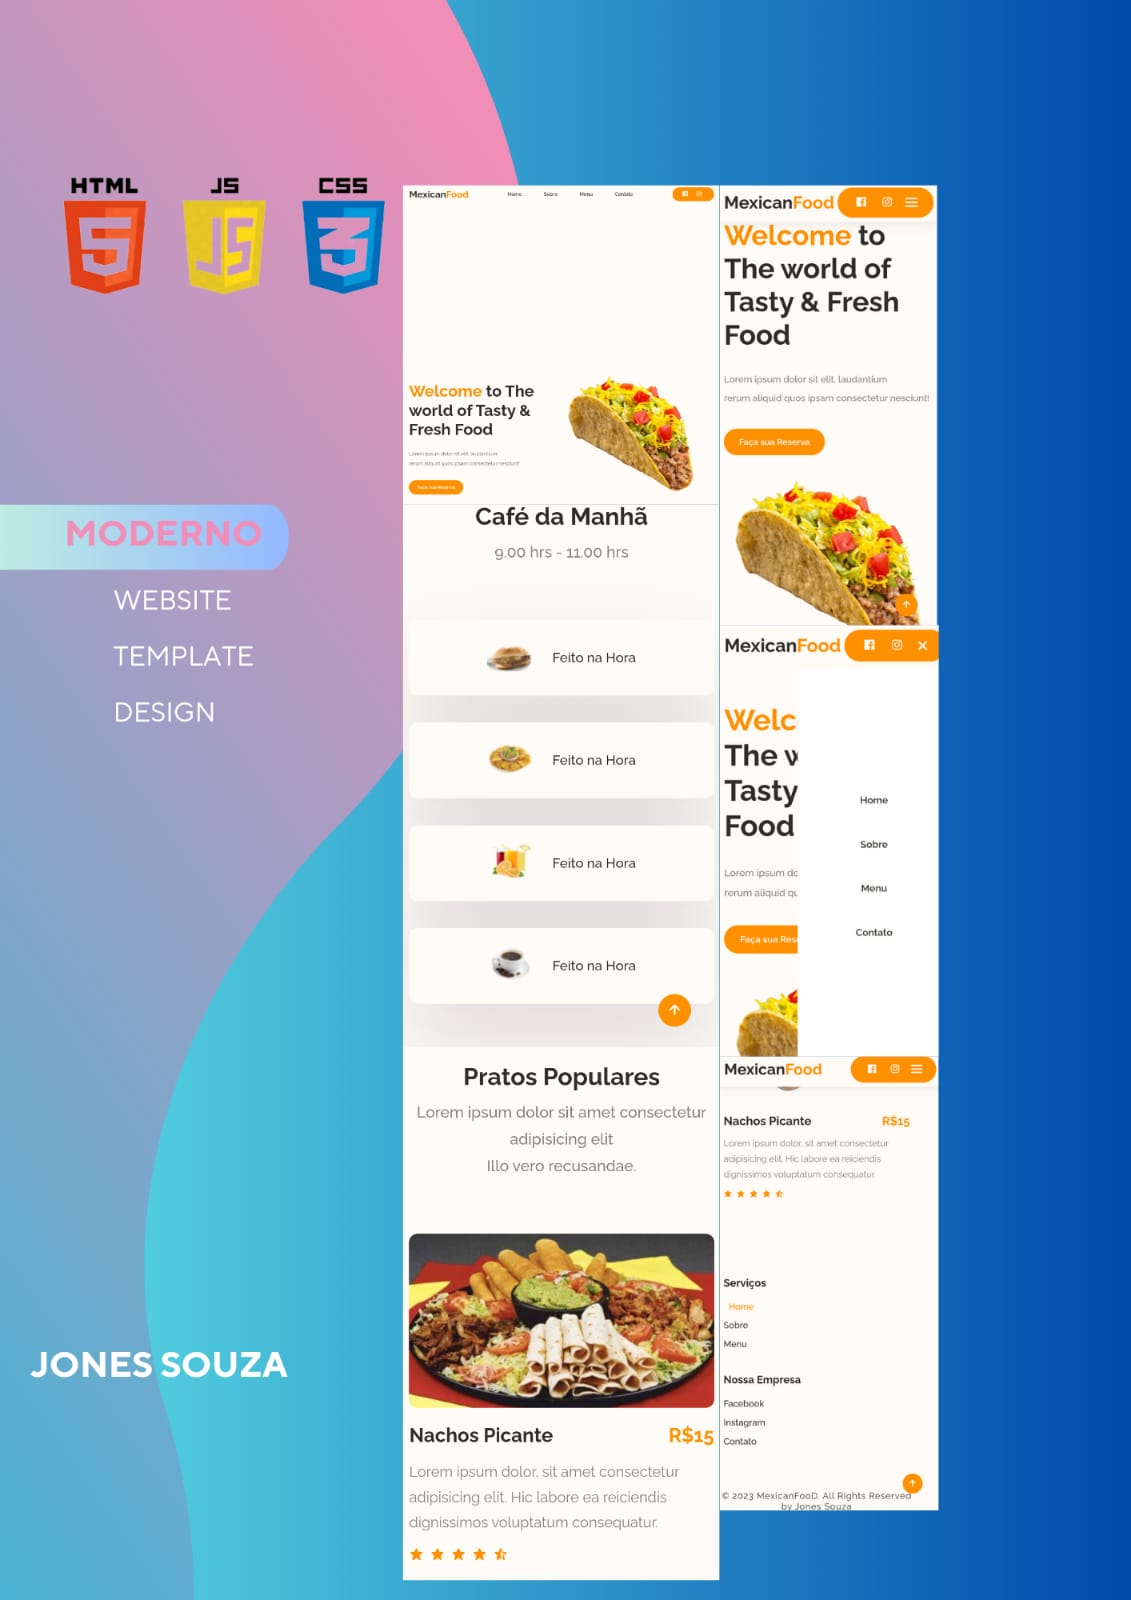 HTML
JS
CSS
5
JS
3
MODERNO
WEBSITE
TEMPLATE
DESIGN
JONES SOUZA
MexicanFood
Home
Sobre
Menu
Contato
Welcome to The
world of Tasty &
Fresh Food
Lorem ipsum dolor sit elit, laudantium
rerum aliquid quos ipsam consectetur nesciunt!
Faça sua Reserva
Café da Manhã
9.00 hrs - 11.00 hrs
Feito na Hora
Feito na Hora
Feito na Hora
Feito na Hora
Pratos Populares
Lorem ipsum dolor sit amet consectetur
adipisicing elit
Illo vero recusandae.
Nachos Picante
R$15
Lorem ipsum dolor, sit amet consectetur
adipisicing elit. Hic labore ea reiciendis
dignissimos voluptatum consequatur.
MexicanFood
Welcome to
The world of
Tasty & Fresh
Food
Lorem ipsum dolor sit elit, laudantium
rerum aliquid quos ipsam consectetur nesciunt!
Faça sua Reserva
MexicanFood
Welc
The w
Tasty
Food
Lorem ipsum do
rerum aliquid qu
Faça sua Rese
Home
Sobre
Menu
Contato
MexicanFood
Nachos Picante
R$15
Lorem ipsum dolor, sit amet consectetur
adipisicing elit. Hic labore ea reiciendis
dignissimos voluptatum consequatur.
Serviços
Home
Sobre
Menu
Nossa Empresa
Facebook
Instagram
Contato
© 2023 MexicanFooD. All Rights Reserved
by Jones Souza